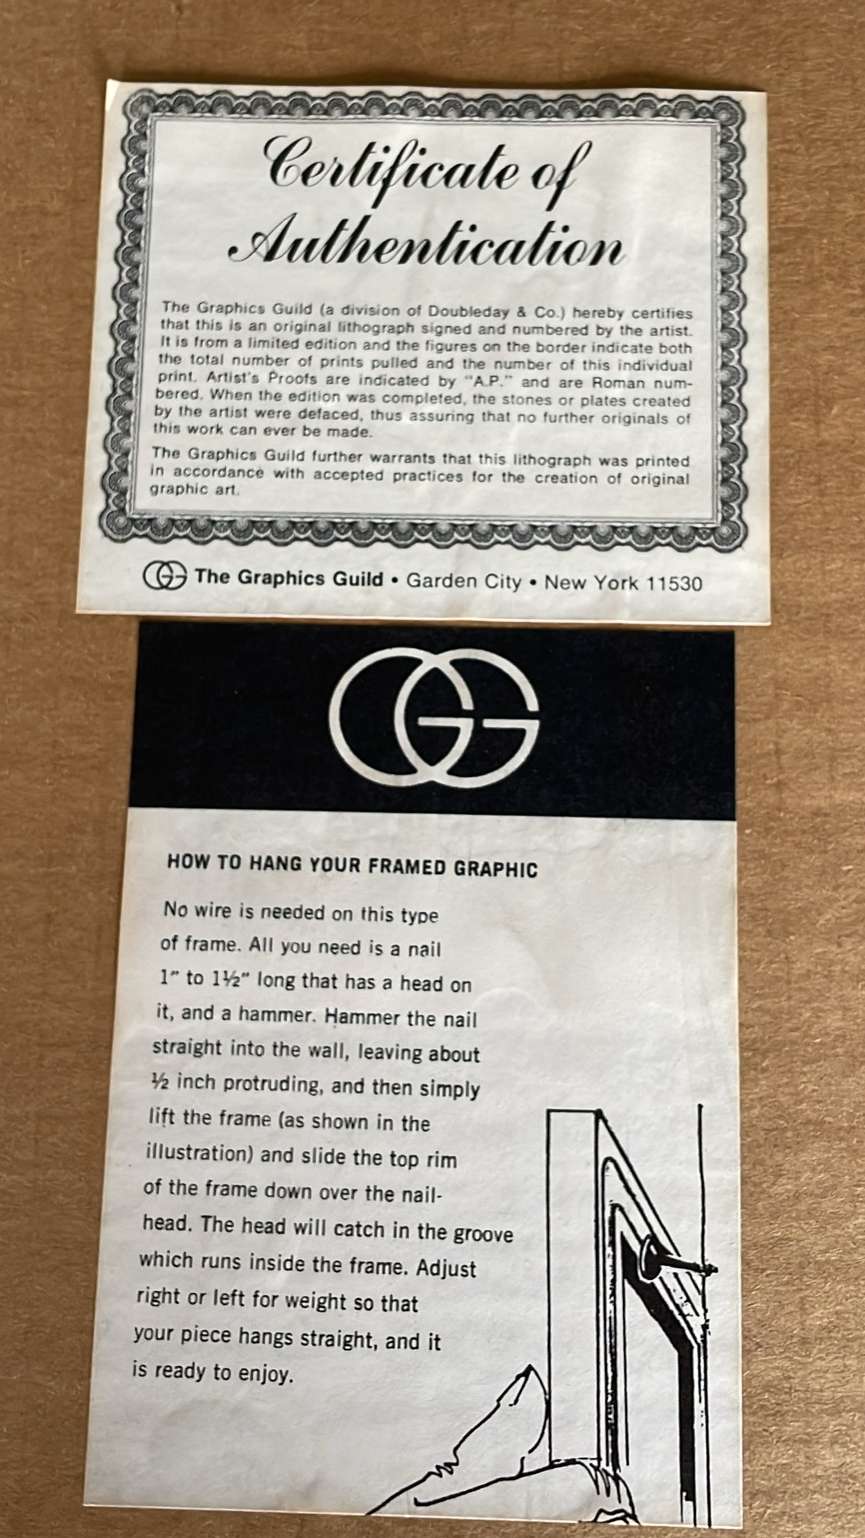 Certificate of
Authentication
The Graphics Guild (a division of Doubleday & Co.) hereby certifies
that this is an original lithograph signed and numbered by the artist.
It is from a limited edition and the figures on the border indicate both
the total number of prints pulled and the number of this individual
print. Artist's Proofs are indicated by "A.P." and are Roman num-
bered. When the edition was completed, the stones or plates created
by the artist were defaced, thus assuring that no further originals of
this work can ever be made.
The Graphics Guild further warrants that this lithograph was printed
in accordance with accepted practices for the creation of original
graphic art.
GG The Graphics Guild • Garden City • New York 11530
GG
HOW TO HANG YOUR FRAMED GRAPHIC
No wire is needed on this type
of frame. All you need is a nail
1" to 1½" long that has a head on
it, and a hammer. Hammer the nail
straight into the wall, leaving about
½ inch protruding, and then simply
lift the frame (as shown in the
illustration) and slide the top rim
of the frame down over the nail-
head. The head will catch in the groove
which runs inside the frame. Adjust
right or left for weight so that
your piece hangs straight, and it
is ready to enjoy.